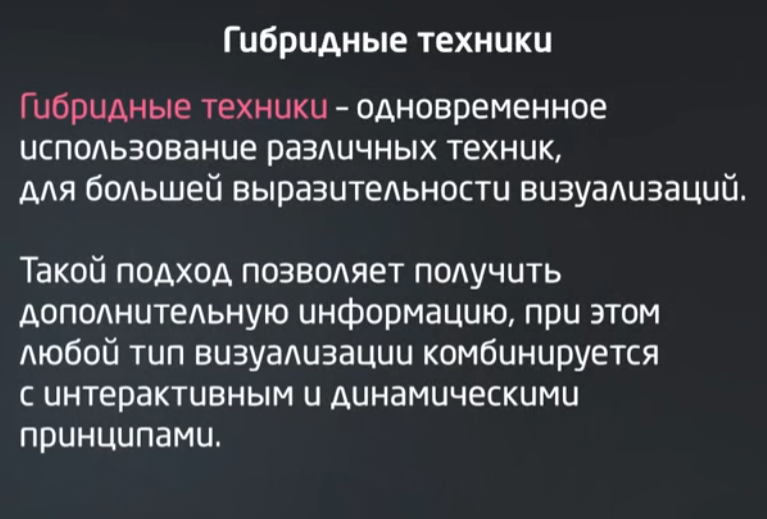 Гибридные техники
Гибридные техники – одновременное
использование различных техник,
для большей выразительности визуализаций.
Такой подход позволяет получить
дополнительную информацию, при этом
любой тип визуализации комбинируется
с интерактивным и динамическими
принципами.